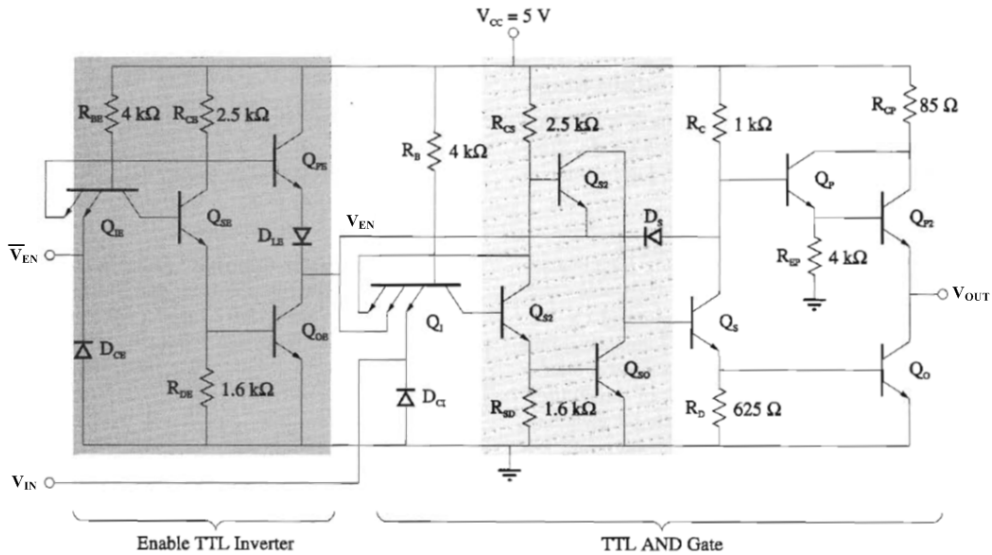 V_CC = 5 V
R_BE 4 kΩ
R_CE 2.5 kΩ
R_B 4 kΩ
R_CS 2.5 kΩ
R_C 1 kΩ
R_CP 85 Ω
Q_PE
Q_S2
Q_P
Q_IE
Q_SE
V_EN
D_S
Q_P2
D_LE
V̅_EN
R_EP 4 kΩ
V_OUT
Q_I
Q_S2
Q_S
D_CE
Q_OE
Q_SO
Q_O
R_DE 1.6 kΩ
D_CI
R_SD 1.6 kΩ
R_D 625 Ω
V_IN
Enable TTL Inverter
TTL AND Gate